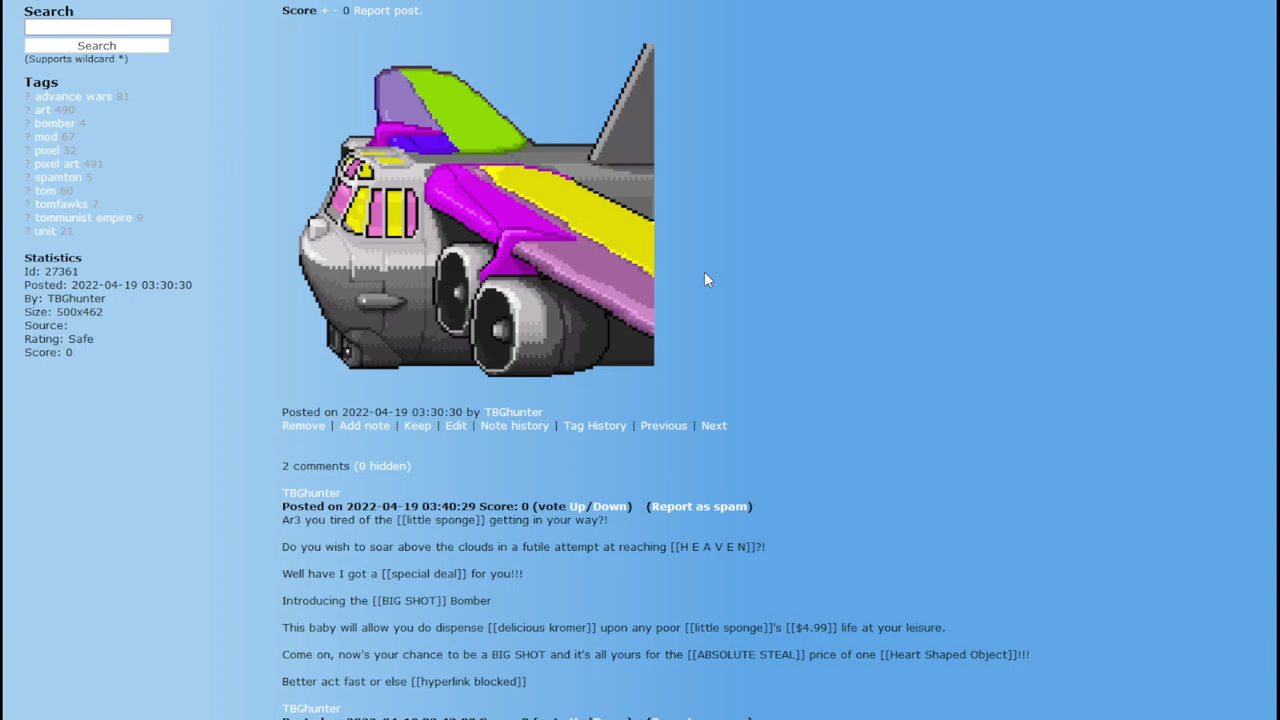 Search
Search
(Supports wildcard *)
Tags
? advance wars 81
? art 490
? bomber 4
? mod 67
? pixel 32
? pixel art 491
? spamton 5
? tom 60
? tomfawks 7
? tommunist empire 9
? unit 21
Statistics
Id: 27361
Posted: 2022-04-19 03:30:30
By: TBGhunter
Size: 500x462
Source:
Rating: Safe
Score: 0
Score + - 0 Report post.
Posted on 2022-04-19 03:30:30 by TBGhunter
Remove | Add note | Keep | Edit | Note history | Tag History | Previous | Next
2 comments (0 hidden)
TBGhunter
Posted on 2022-04-19 03:40:29 Score: 0 (vote Up/Down) (Report as spam)
Ar3 you tired of the [[little sponge]] getting in your way?!
Do you wish to soar above the clouds in a futile attempt at reaching [[H E A V E N]]?!
Well have I got a [[special deal]] for you!!!
Introducing the [[BIG SHOT]] Bomber
This baby will allow you do dispense [[delicious kromer]] upon any poor [[little sponge]]'s [[$4.99]] life at your leisure.
Come on, now's your chance to be a BIG SHOT and it's all yours for the [[ABSOLUTE STEAL]] price of one [[Heart Shaped Object]]!!!
Better act fast or else [[hyperlink blocked]]
TBGhunter